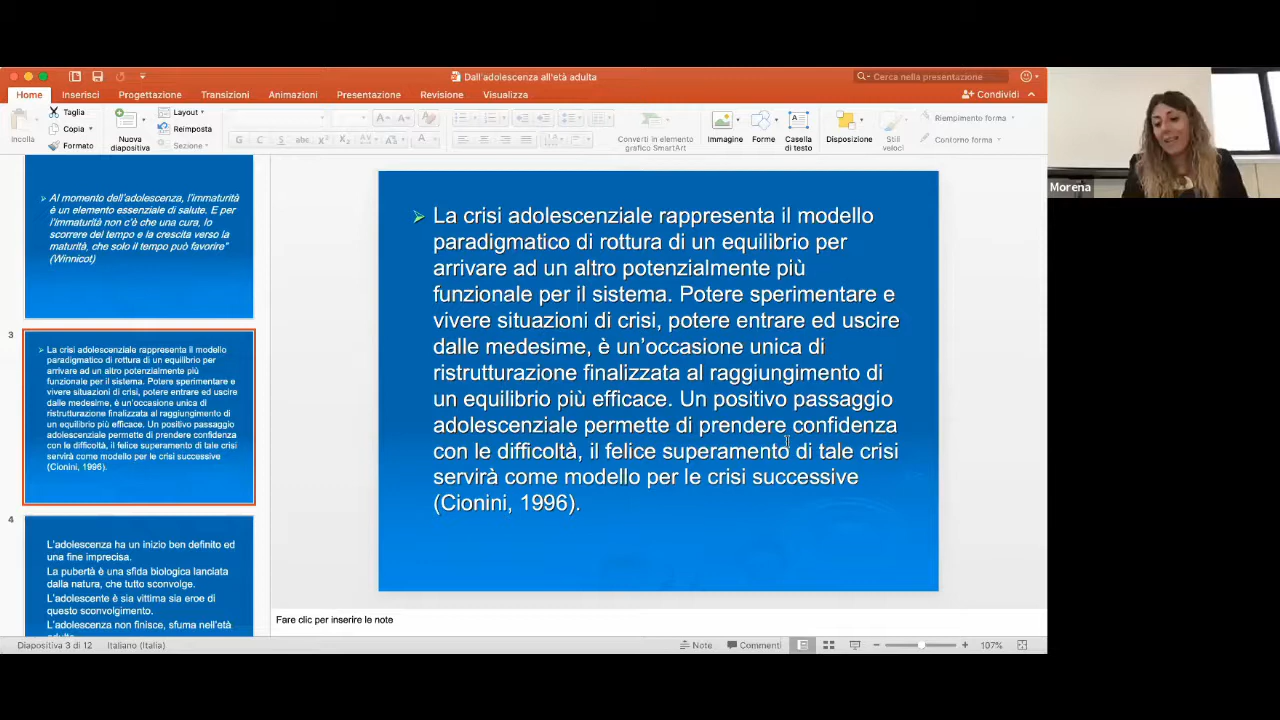 Dall'adolescenza all'età adulta
Cerca nella presentazione
Home Inserisci Progettazione Transizioni Animazioni Presentazione Revisione Visualizza
Condividi
Incolla
Taglia
Copia
Formato
Nuova
diapositiva
Layout
Reimposta
Sezione
Converti in elemento
grafico SmartArt
Immagine
Forme
Casella
di testo
Disposizione
Stili
veloci
Riempimento forma
Contorno forma
Al momento dell'adolescenza, l'immaturità
è un elemento essenziale di salute. E per
l'immaturità non c'è che una cura, lo
scorrere del tempo e la crescita verso la
maturità, che solo il tempo può favorire"
(Winnicot)
3
La crisi adolescenziale rappresenta il modello
paradigmatico di rottura di un equilibrio per
arrivare ad un altro potenzialmente più
funzionale per il sistema. Potere sperimentare e
vivere situazioni di crisi, potere entrare ed uscire
dalle medesime, è un'occasione unica di
ristrutturazione finalizzata al raggiungimento di
un equilibrio più efficace. Un positivo passaggio
adolescenziale permette di prendere confidenza
con le difficoltà, il felice superamento di tale crisi
servirà come modello per le crisi successive
(Cionini, 1996).
4
L'adolescenza ha un inizio ben definito ed
una fine imprecisa.
La pubertà è una sfida biologica lanciata
dalla natura, che tutto sconvolge.
L'adolescente è sia vittima sia eroe di
questo sconvolgimento.
L'adolescenza non finisce, sfuma nell'età
adulta
La crisi adolescenziale rappresenta il modello
paradigmatico di rottura di un equilibrio per
arrivare ad un altro potenzialmente più
funzionale per il sistema. Potere sperimentare e
vivere situazioni di crisi, potere entrare ed uscire
dalle medesime, è un'occasione unica di
ristrutturazione finalizzata al raggiungimento di
un equilibrio più efficace. Un positivo passaggio
adolescenziale permette di prendere confidenza
con le difficoltà, il felice superamento di tale crisi
servirà come modello per le crisi successive
(Cionini, 1996).
Fare clic per inserire le note
Diapositiva 3 di 12 Italiano (Italia)
Note Commenti 107%
Morena